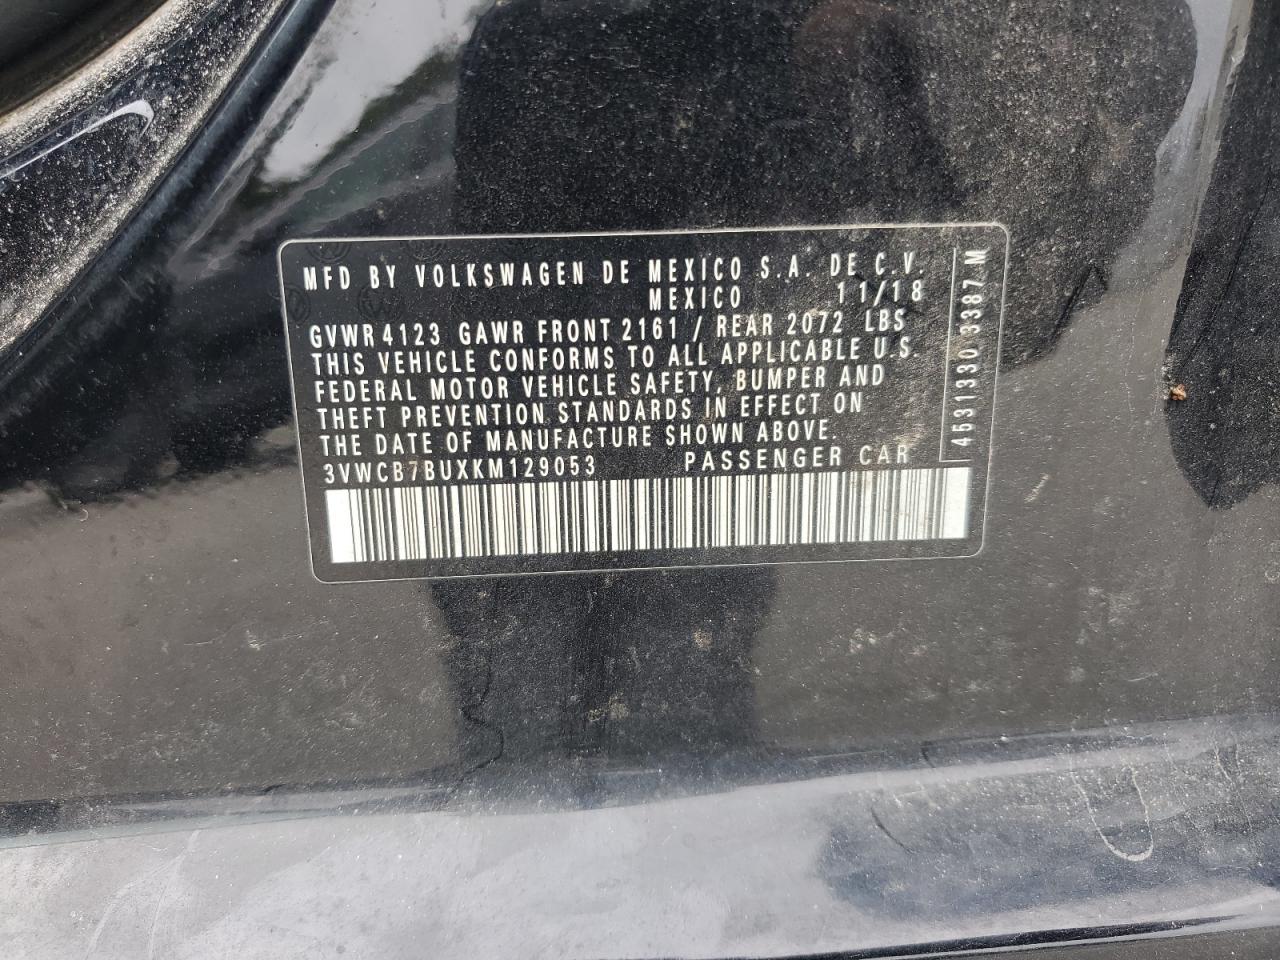 MFD BY VOLKSWAGEN DE MEXICO S.A. DE C.V.
MEXICO 11/18
GVWR 4123 GAWR FRONT 2161 / REAR 2072 LBS
THIS VEHICLE CONFORMS TO ALL APPLICABLE U.S.
FEDERAL MOTOR VEHICLE SAFETY, BUMPER AND
THEFT PREVENTION STANDARDS IN EFFECT ON
THE DATE OF MANUFACTURE SHOWN ABOVE.
3VWCB7BUXKM129053 PASSENGER CAR
4531330 3387 M